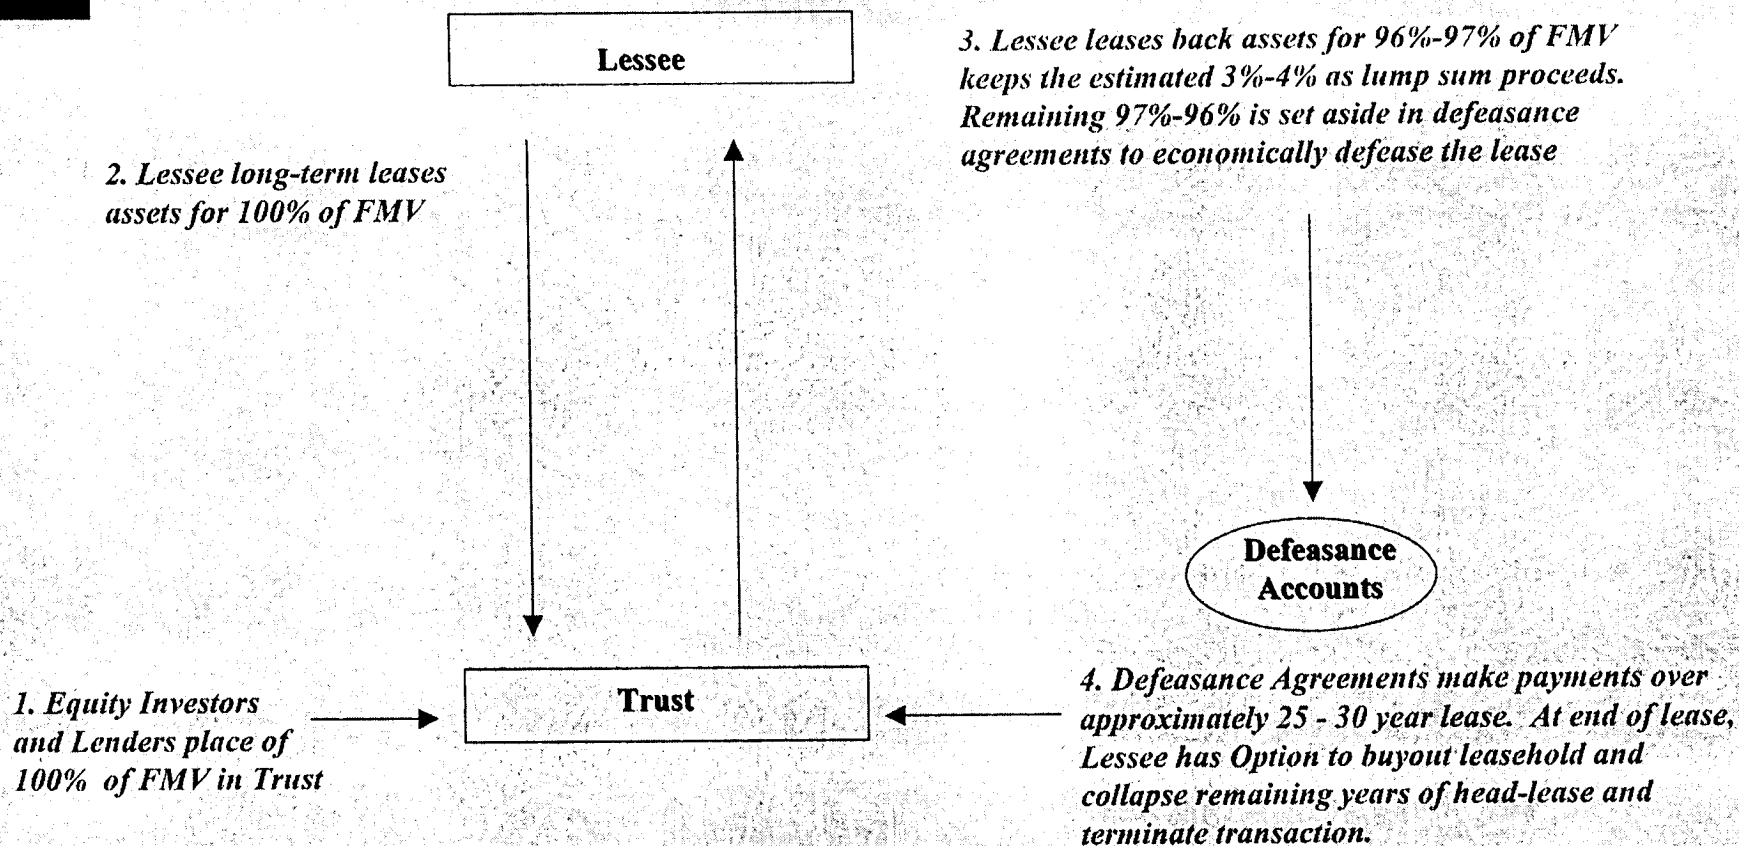 Lessee
3. Lessee leases back assets for 96%-97% of FMV
keeps the estimated 3%-4% as lump sum proceeds.
Remaining 97%-96% is set aside in defeasance
agreements to economically defease the lease
2. Lessee long-term leases
assets for 100% of FMV
Defeasance
Accounts
1. Equity Investors
and Lenders place of
100% of FMV in Trust
Trust
4. Defeasance Agreements make payments over
approximately 25 - 30 year lease. At end of lease,
Lessee has Option to buyout leasehold and
collapse remaining years of head-lease and
terminate transaction.